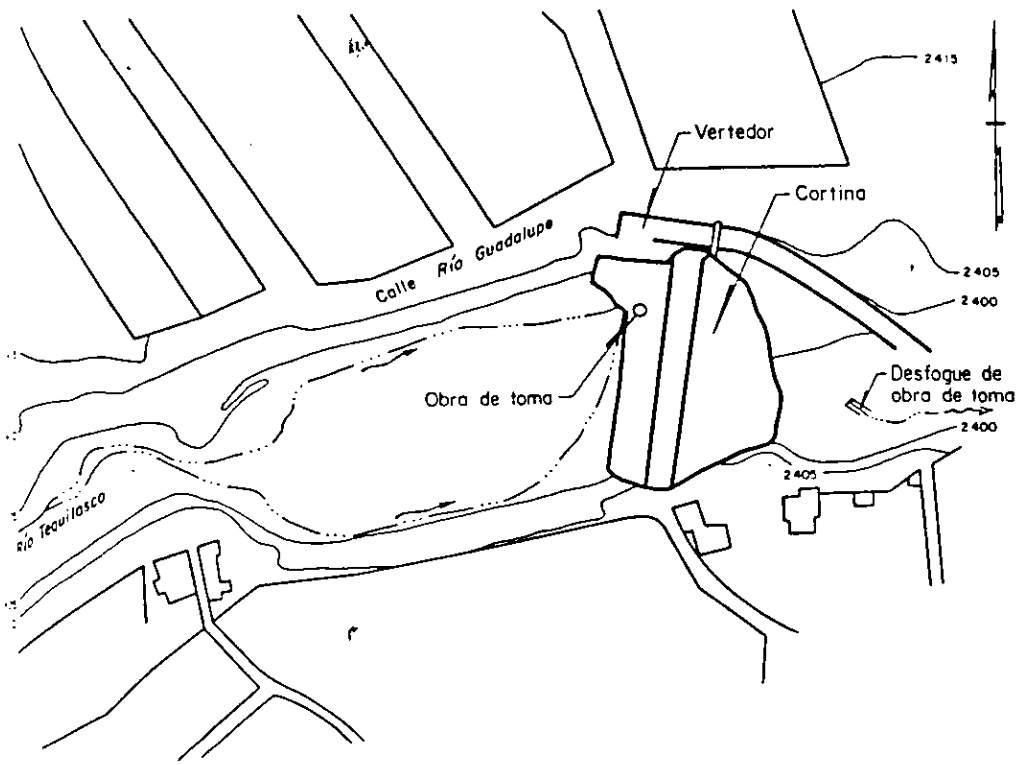 2415
Vertedor
Cortina
Calle Río Guadalupe
2405
2400
Obra de toma
Desfogue de
obra de toma
2400
2405
Río Tequilasco